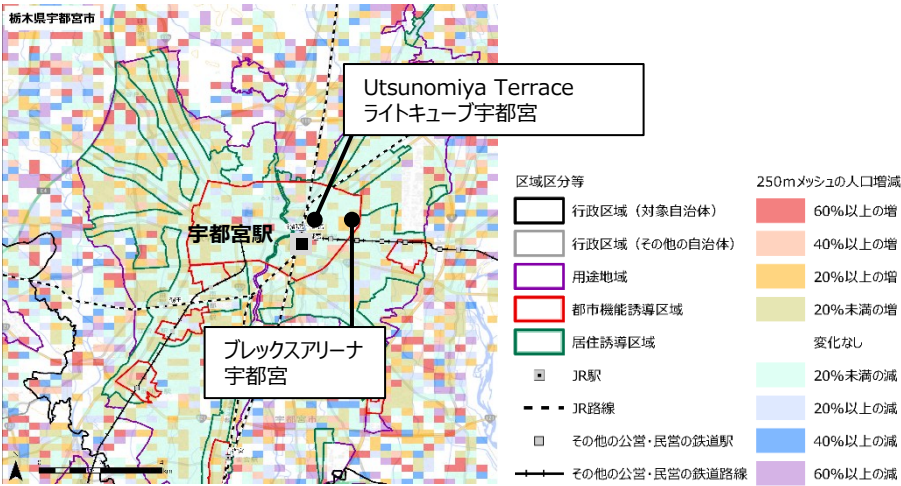 栃木県宇都宮市
Utsunomiya Terrace
ライトキューブ宇都宮
宇都宮駅
ブレックスアリーナ
宇都宮
区域区分等
行政区域（対象自治体）
行政区域（その他の自治体）
用途地域
都市機能誘導区域
居住誘導区域
JR駅
JR路線
その他の公営・民営の鉄道駅
その他の公営・民営の鉄道路線
250mメッシュの人口増減
60%以上の増
40%以上の増
20%以上の増
20%未満の増
変化なし
20%未満の減
20%以上の減
40%以上の減
60%以上の減